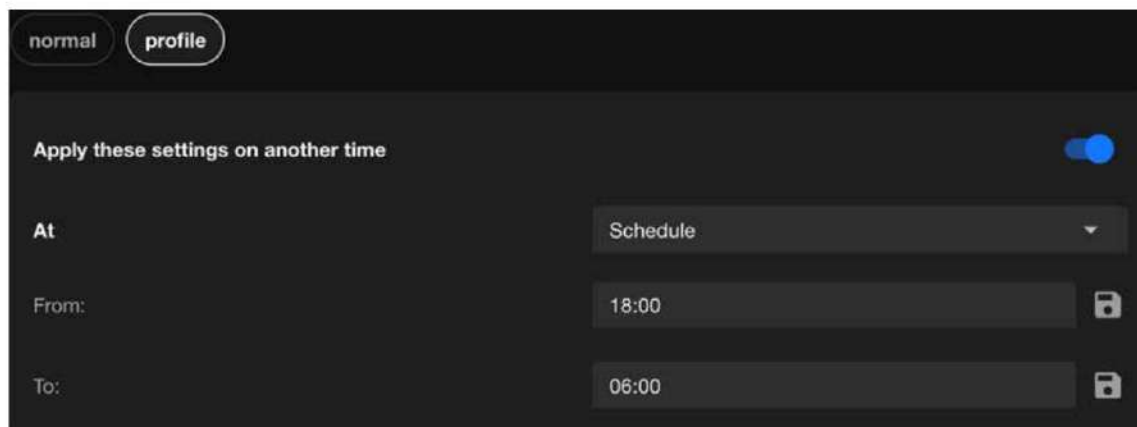 normal profile
Apply these settings on another time
At Schedule
From: 18:00
To: 06:00